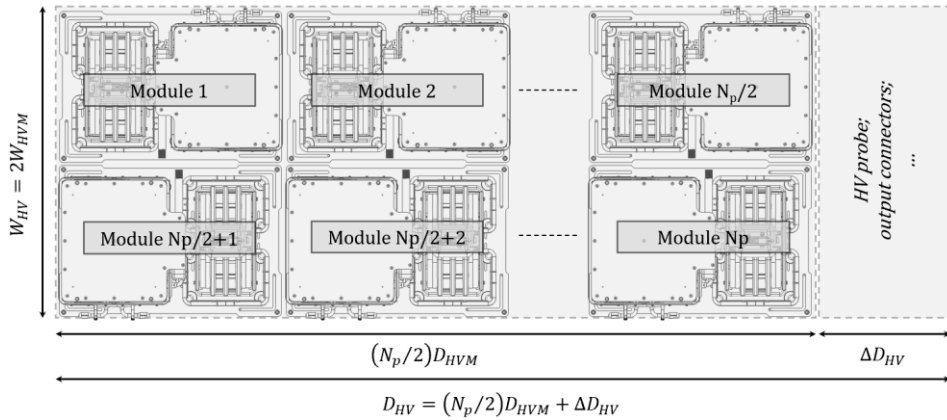 Module 1
Module 2
Module N_p/2
W_HV = 2W_HVM
HV probe;
output connectors;
...
Module Np/2+1
Module Np/2+2
Module Np
(N_p/2)D_HVM
ΔD_HV
D_HV = (N_p/2)D_HVM + ΔD_HV